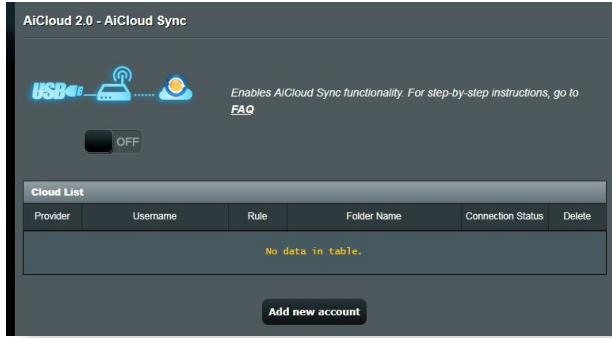 AiCloud 2.0 - AiCloud Sync
USB
Enables AiCloud Sync functionality. For step-by-step instructions, go to
FAQ
OFF
Cloud List
Provider Username Rule Folder Name Connection Status Delete
No data in table.
Add new account